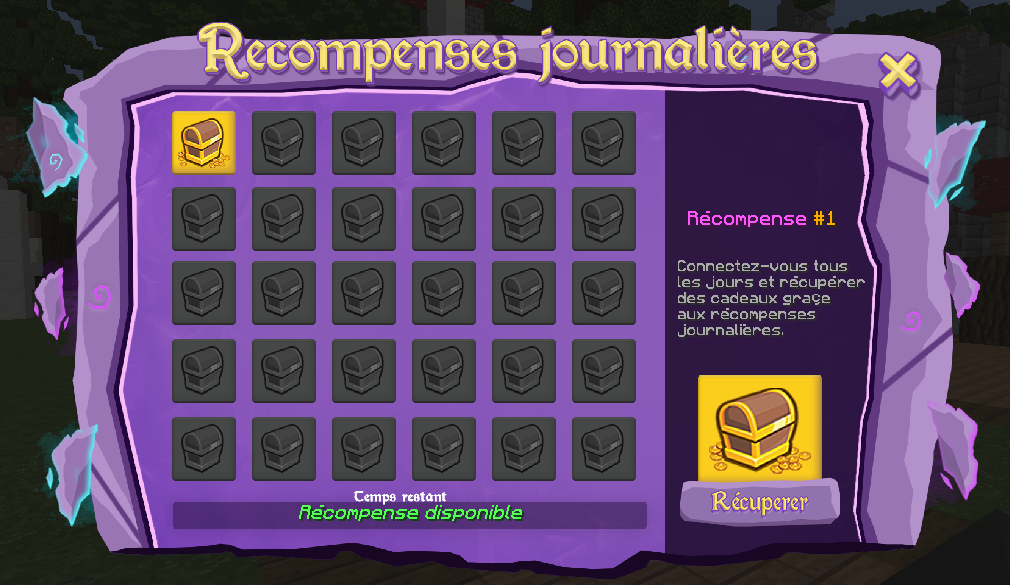 Recompenses journalières
Récompense #1
Connectez-vous tous
les jours et récupérer
des cadeaux graçe
aux récompenses
journalières.
Récuperer
Temps restant
Récompense disponible